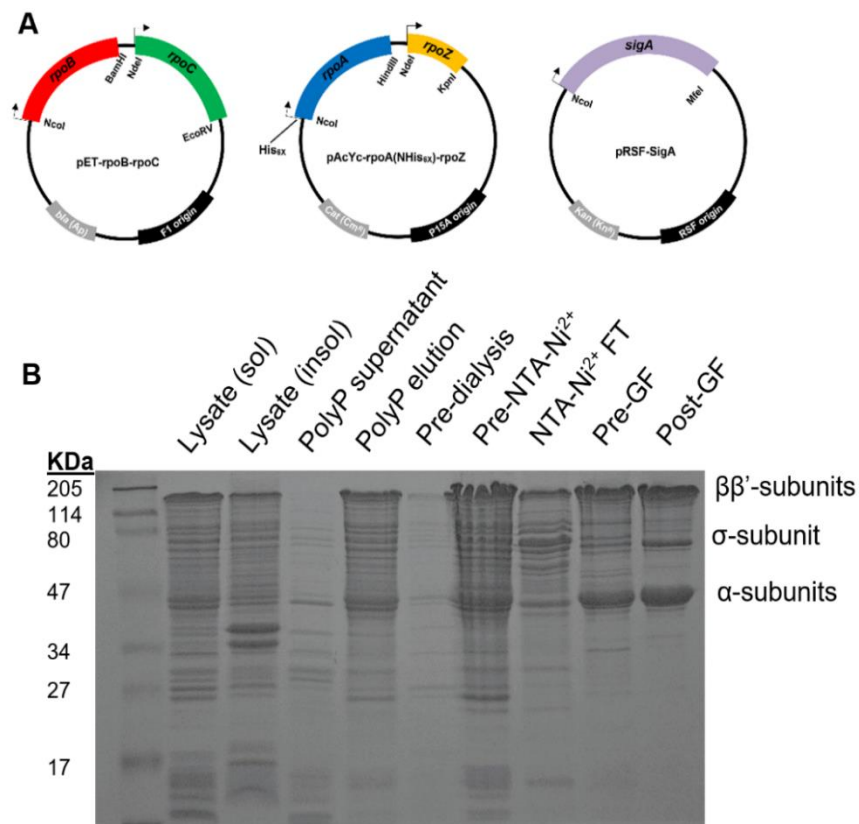 A
rpoB
BamHI
NdeI
rpoC
NcoI
EcoRV
pET-rpoB-rpoC
bla (Ap)
F1 origin
rpoA
HindIII
NdeI
rpoZ
KpnI
NcoI
His6X
pAcYc-rpoA(NHis6X)-rpoZ
Cat (CmR)
P15A origin
sigA
NcoI
MfeI
pRSF-SigA
Kan (KnR)
RSF origin
B
Lysate (sol)
Lysate (insol)
PolyP supernatant
PolyP elution
Pre-dialysis
Pre-NTA-Ni2+
NTA-Ni2+ FT
Pre-GF
Post-GF
KDa
205
114
80
47
34
27
17
ββ'-subunits
σ-subunit
α-subunits